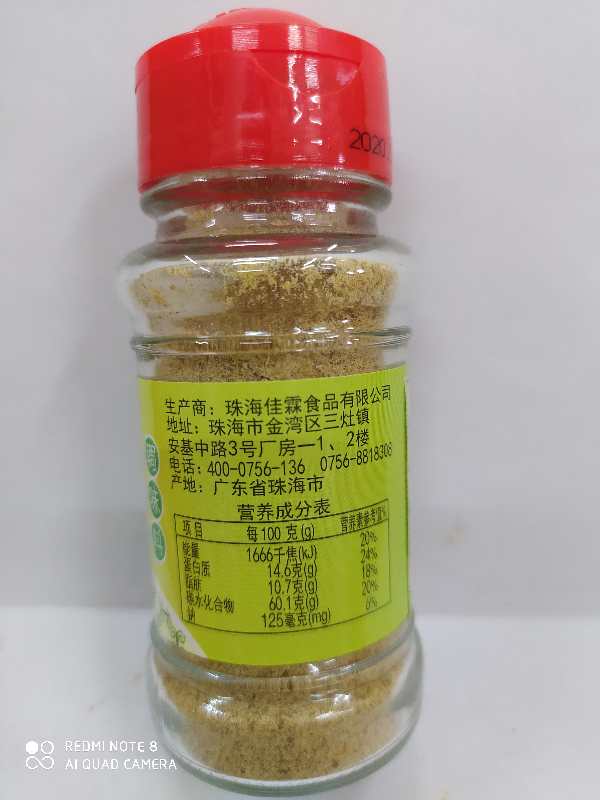 2020
生产商：珠海佳霖食品有限公司
地址：珠海市金湾区三灶镇
安基中路3号厂房一1、2楼
电话：400-0756-136 0756-8818308
产地：广东省珠海市
营养成分表
项目 每100克(g) 营养素参考值%
能量 1666千焦(kJ) 20%
蛋白质 14.6克(g) 24%
脂肪 10.7克(g) 18%
碳水化合物 60.1克(g) 20%
钠 125毫克(mg) 6%
REDMI NOTE 8
AI QUAD CAMERA